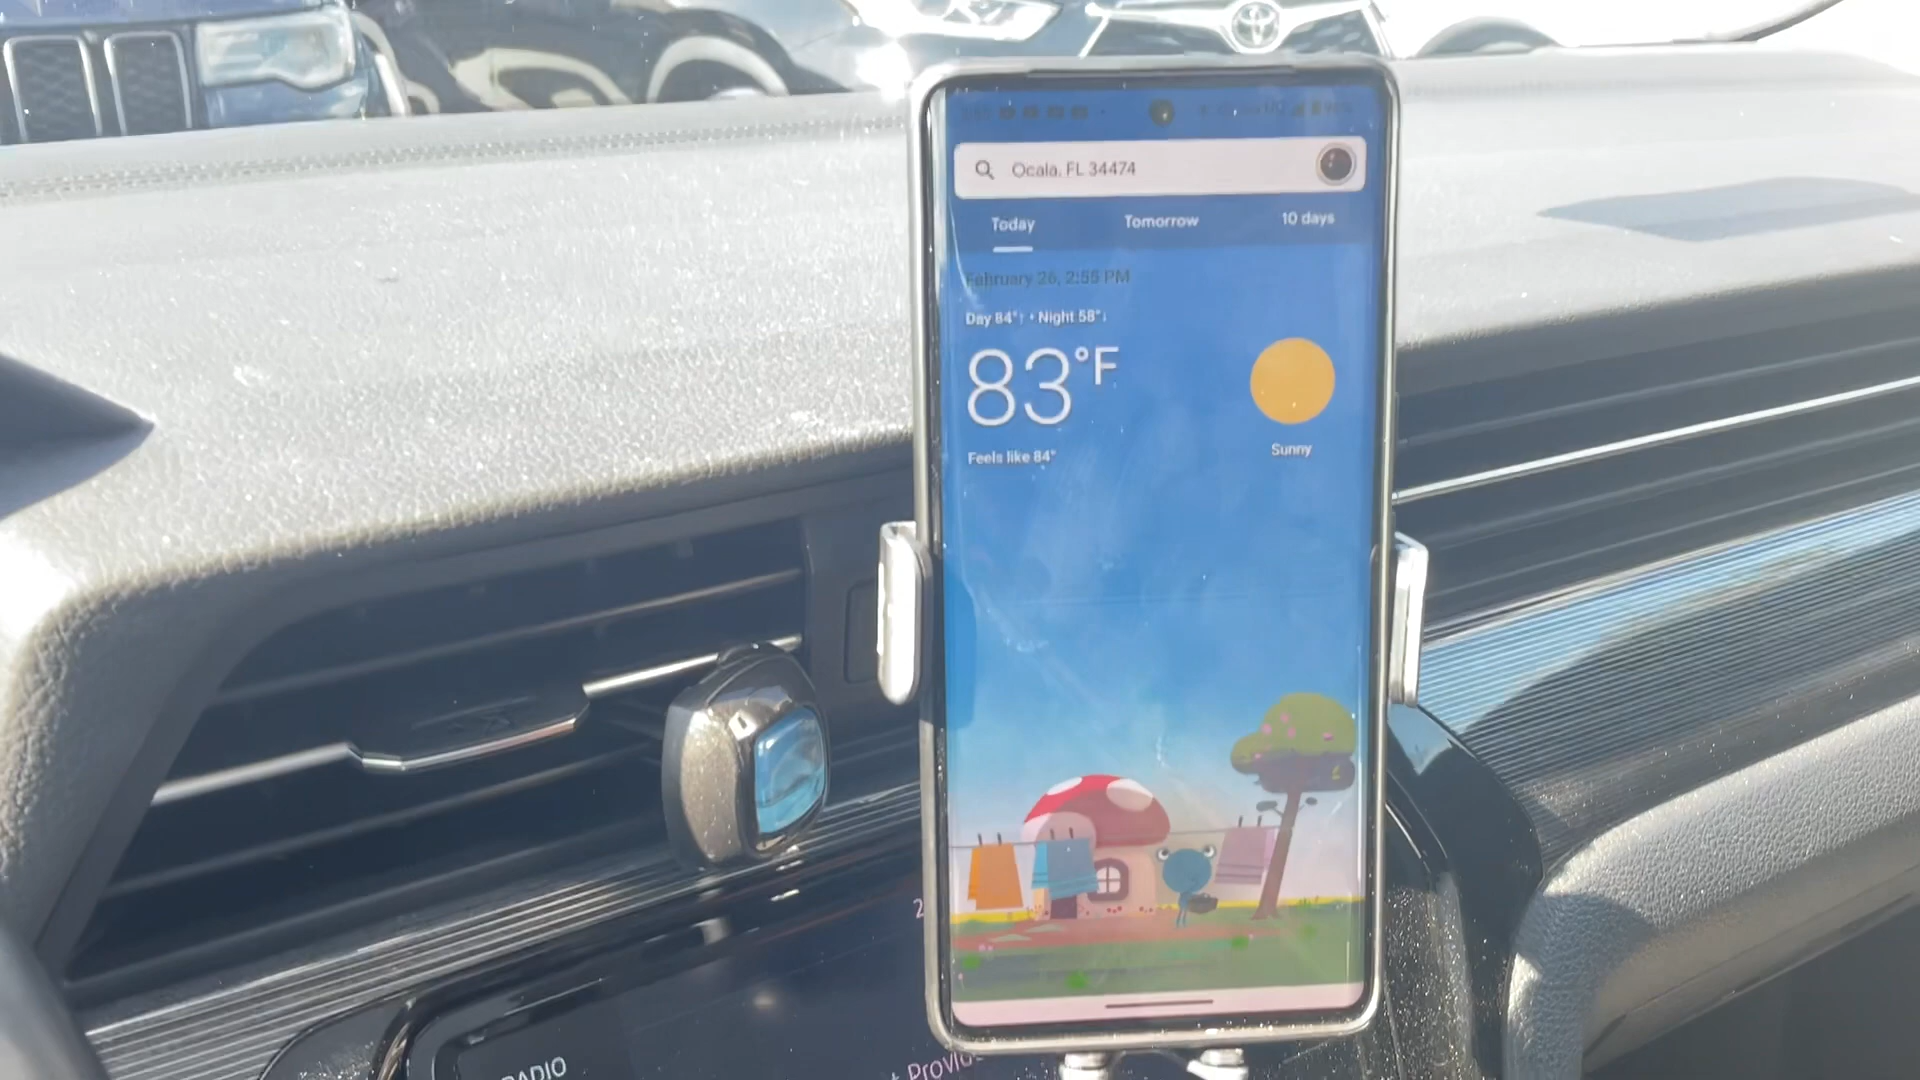 Ocala, FL 34474
Today Tomorrow 10 days
February 26, 2:55 PM
Day 84°↑ • Night 58°↓
83°F
Feels like 84°
Sunny
RADIO